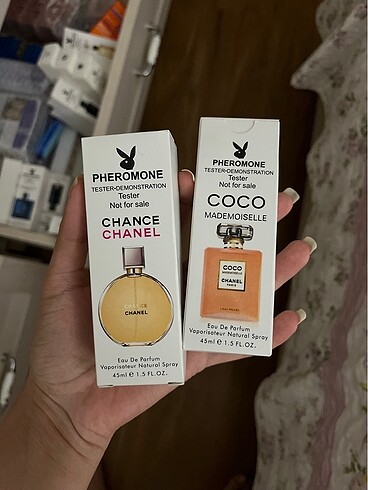 PHEROMONE
TESTER-DEMONSTRATION
Tester
Not for sale
CHANCE
CHANEL
CHANCE
CHANEL
Eau De Parfum
Vaporisateur Natural Spray
45ml ℮ 1.5 FL.OZ.
PHEROMONE
TESTER-DEMONSTRATION
Tester
Not for sale
COCO
MADEMOISELLE
COCO
MADEMOISELLE
CHANEL
PARIS
Eau De Parfum
Vaporisateur Natural Spray
45ml ℮ 1.5 FL.OZ.